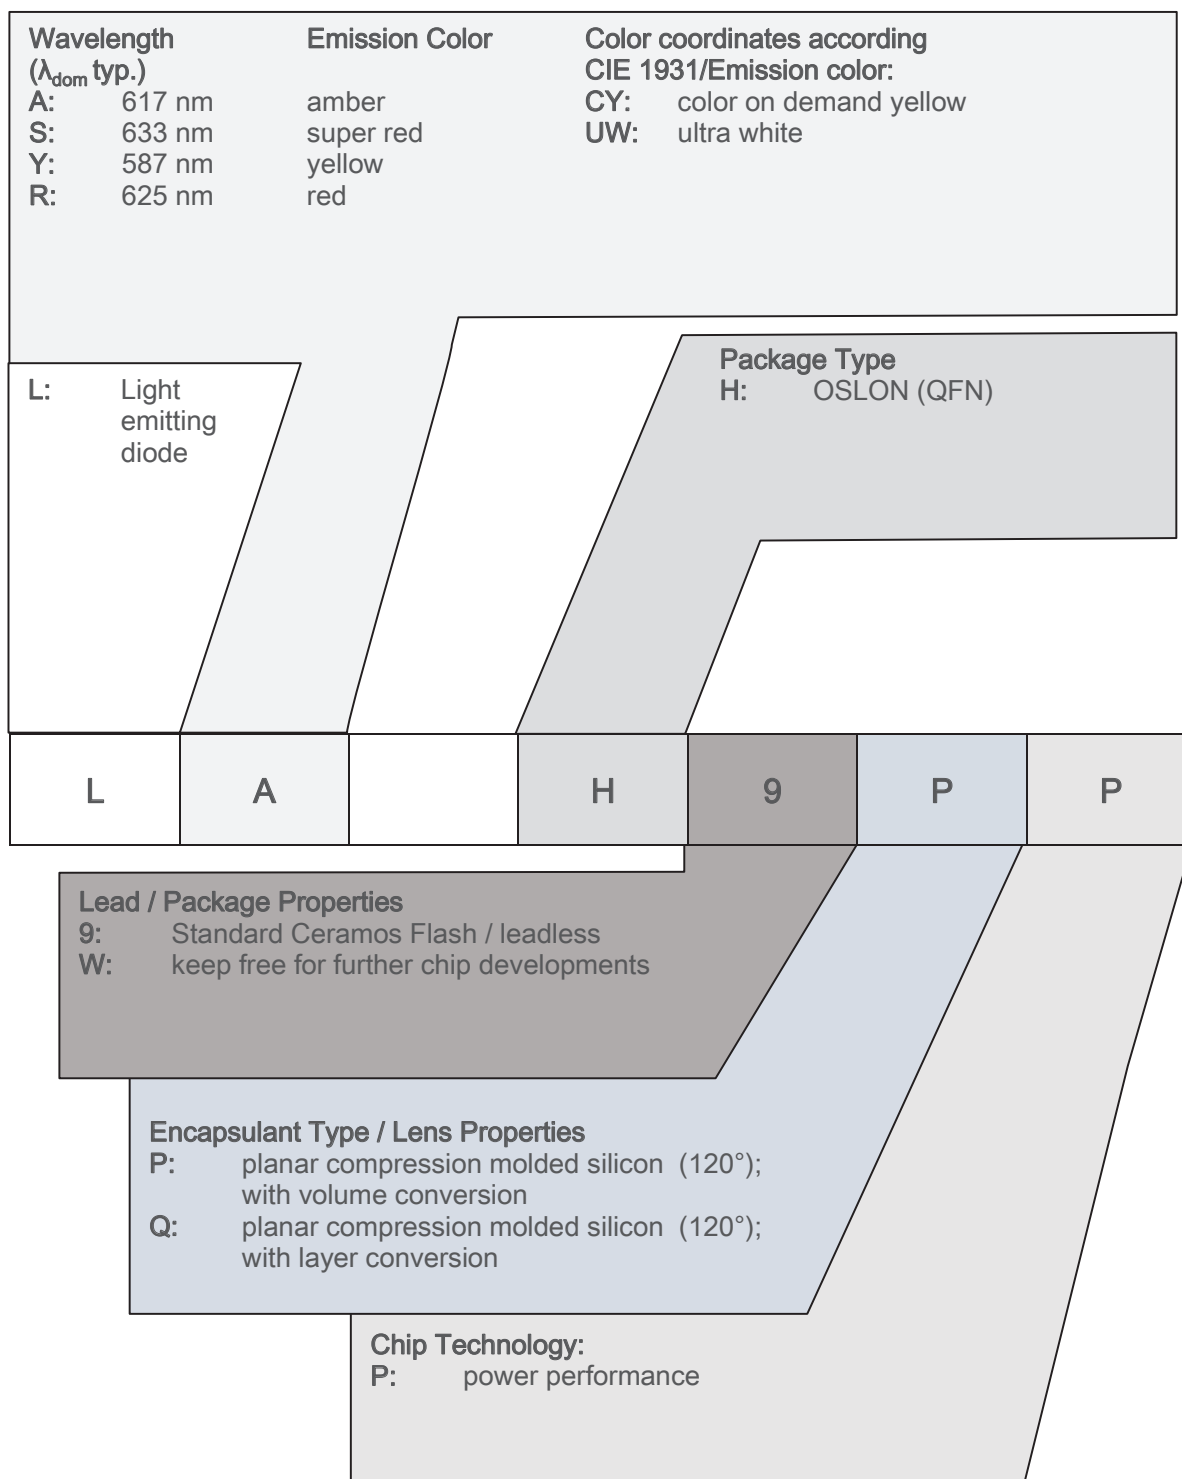 Wavelength Emission Color Color coordinates according
(λdom typ.) CIE 1931/Emission color:
A: 617 nm amber CY: color on demand yellow
S: 633 nm super red UW: ultra white
Y: 587 nm yellow
R: 625 nm red
Package Type
L: Light H: OSLON (QFN)
emitting
diode
L A H 9 P P
Lead / Package Properties
9: Standard Ceramos Flash / leadless
W: keep free for further chip developments
Encapsulant Type / Lens Properties
P: planar compression molded silicon (120°);
with volume conversion
Q: planar compression molded silicon (120°);
with layer conversion
Chip Technology:
P: power performance